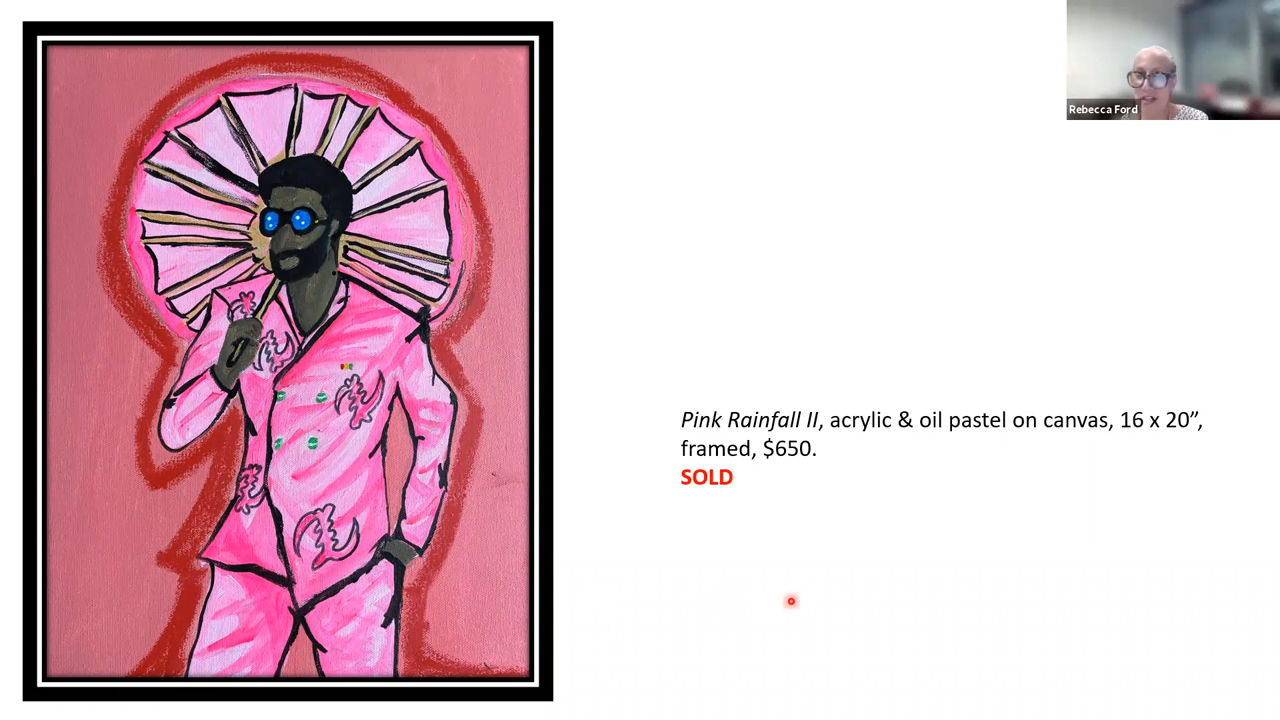 Rebecca Ford
Pink Rainfall II, acrylic & oil pastel on canvas, 16 x 20”,
framed, $650.
SOLD